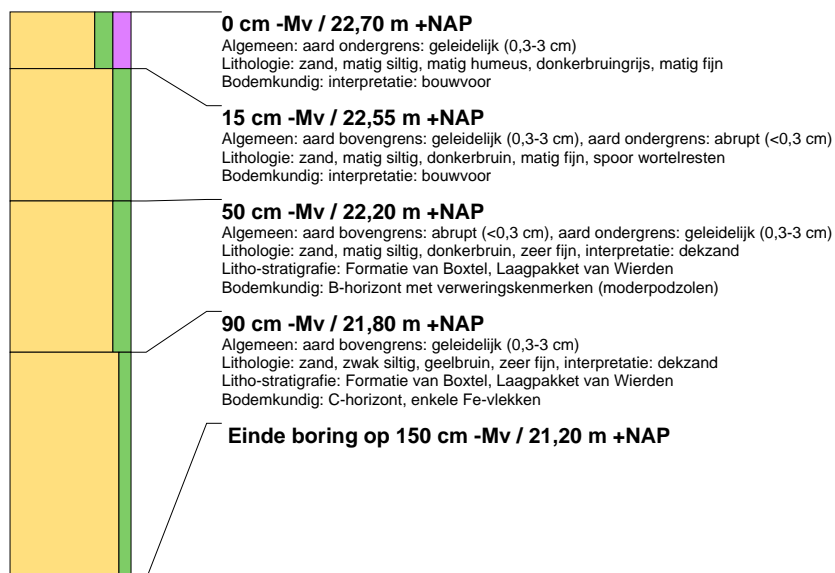 0 cm -Mv / 22,70 m +NAP
Algemeen: aard ondergrens: geleidelijk (0,3-3 cm)
Lithologie: zand, matig siltig, matig humeus, donkerbruingrijs, matig fijn
Bodemkundig: interpretatie: bouwvoor
15 cm -Mv / 22,55 m +NAP
Algemeen: aard bovengrens: geleidelijk (0,3-3 cm), aard ondergrens: abrupt (<0,3 cm)
Lithologie: zand, matig siltig, donkerbruin, matig fijn, spoor wortelresten
Bodemkundig: interpretatie: bouwvoor
50 cm -Mv / 22,20 m +NAP
Algemeen: aard bovengrens: abrupt (<0,3 cm), aard ondergrens: geleidelijk (0,3-3 cm)
Lithologie: zand, matig siltig, donkerbruin, zeer fijn, interpretatie: dekzand
Litho-stratigrafie: Formatie van Boxtel, Laagpakket van Wierden
Bodemkundig: B-horizont met verweringskenmerken (moderpodzolen)
90 cm -Mv / 21,80 m +NAP
Algemeen: aard bovengrens: geleidelijk (0,3-3 cm)
Lithologie: zand, zwak siltig, geelbruin, zeer fijn, interpretatie: dekzand
Litho-stratigrafie: Formatie van Boxtel, Laagpakket van Wierden
Bodemkundig: C-horizont, enkele Fe-vlekken
Einde boring op 150 cm -Mv / 21,20 m +NAP